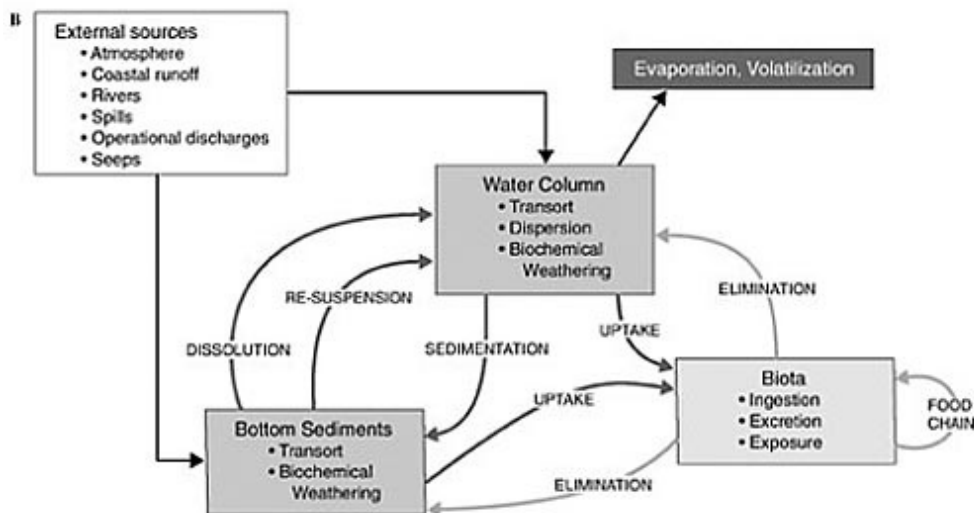 B
External sources
• Atmosphere
• Coastal runoff
• Rivers
• Spills
• Operational discharges
• Seeps
Evaporation, Volatilization
Water Column
• Transort
• Dispersion
• Biochemical
Weathering
RE-SUSPENSION
ELIMINATION
DISSOLUTION
SEDIMENTATION
UPTAKE
Biota
• Ingestion
• Excretion
• Exposure
FOOD
CHAIN
UPTAKE
Bottom Sediments
• Transort
• Biochemical
Weathering
ELIMINATION